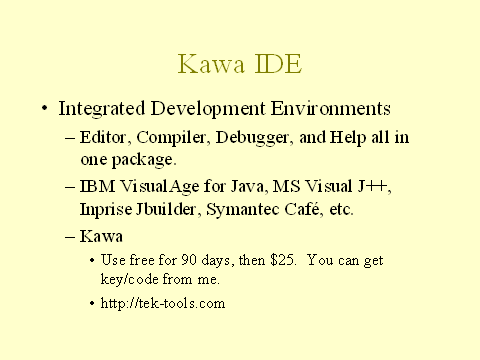 Kawa IDE
• Integrated Development Environments
– Editor, Compiler, Debugger, and Help all in
one package.
– IBM VisualAge for Java, MS Visual J++,
Inprise Jbuilder, Symantec Café, etc.
– Kawa
• Use free for 90 days, then $25.  You can get
key/code from me.
• http://tek-tools.com